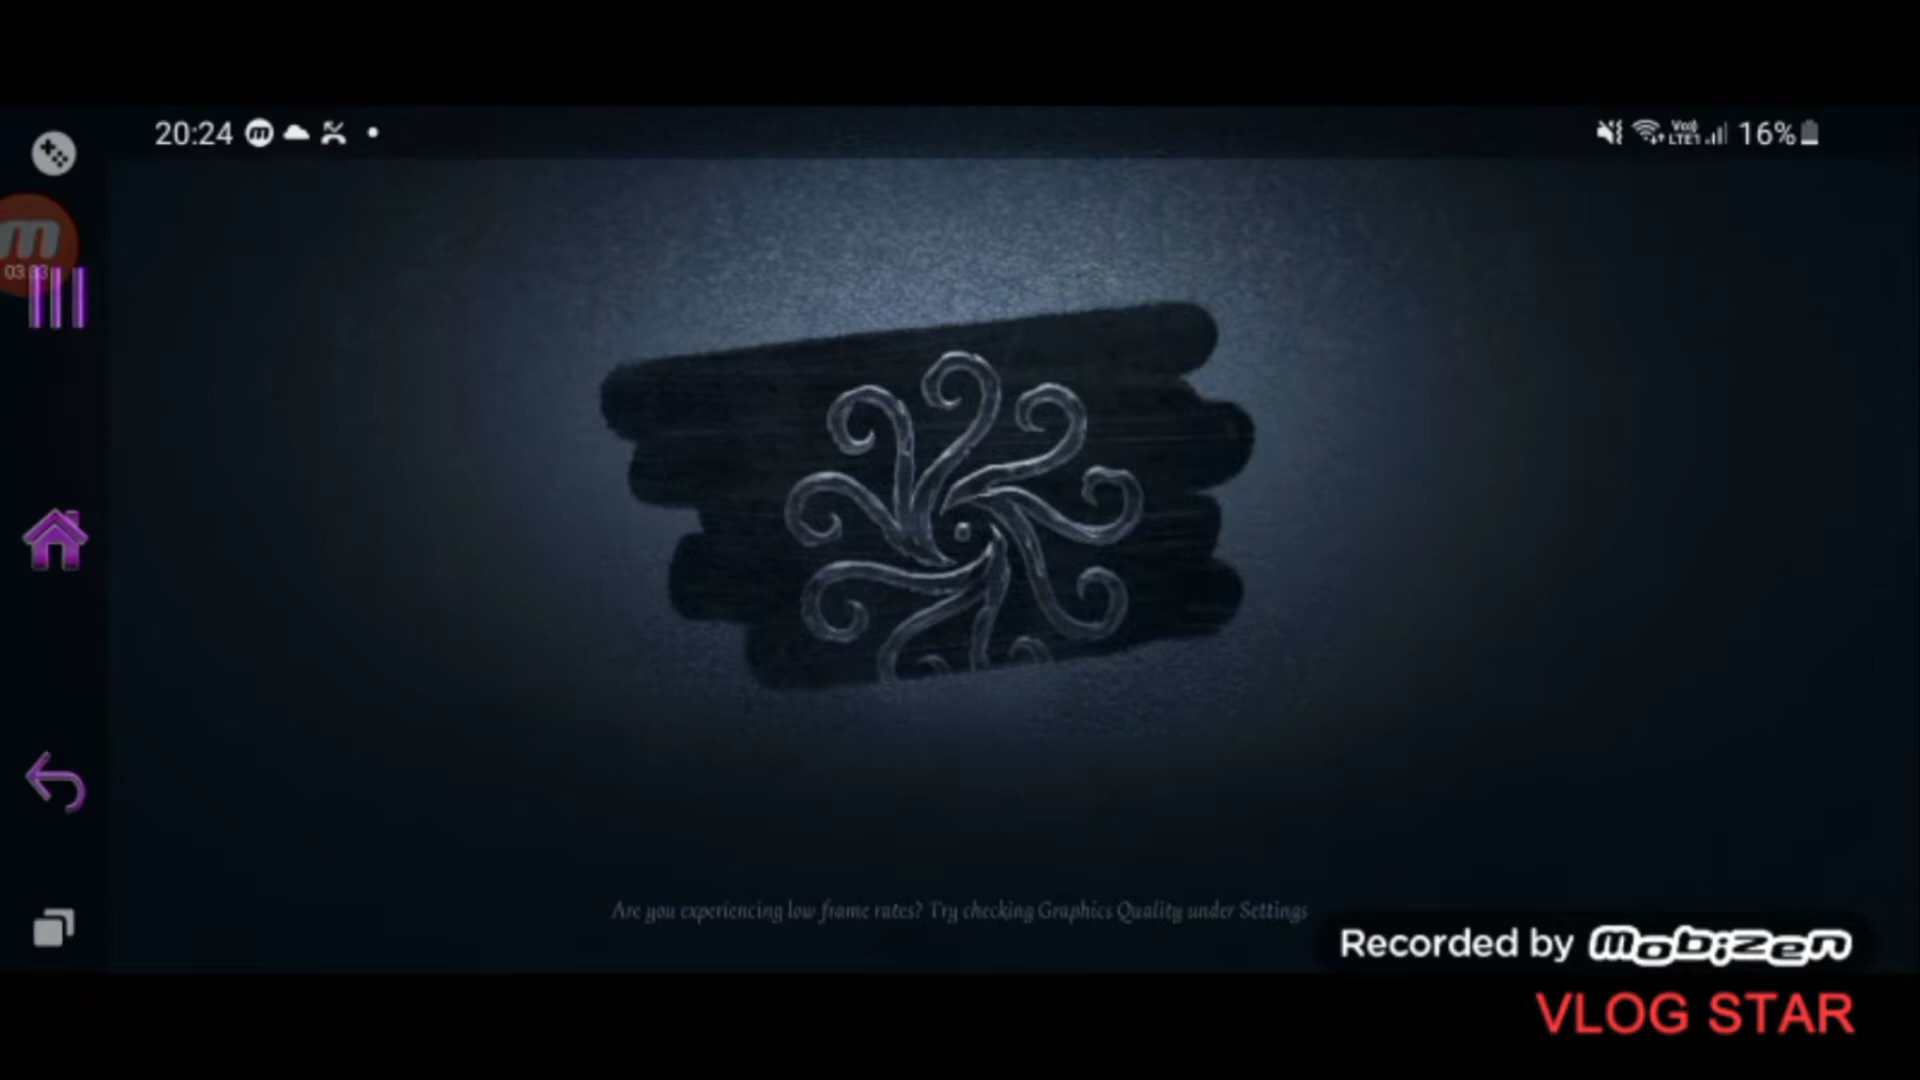 20:24
LTE1 16%
m
Are you experiencing low frame rates? Try checking Graphics Quality under Settings
Recorded by mobizen
VLOG STAR